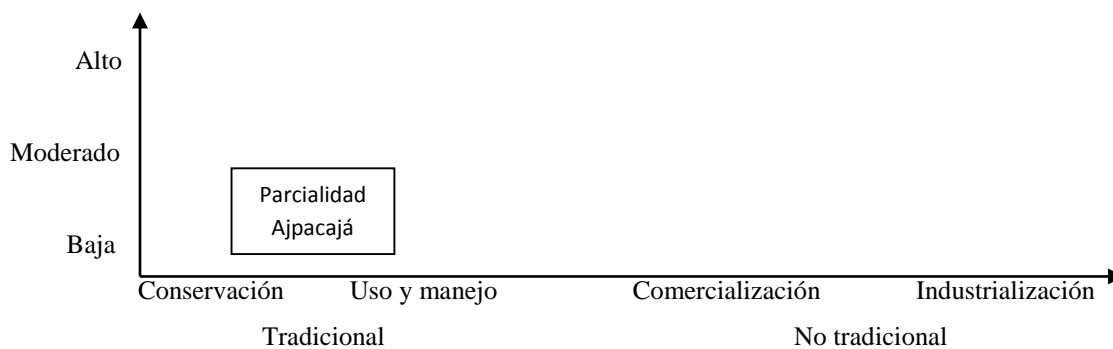 Alto
Moderado
Parcialidad
Ajpacajá
Baja
Conservación Uso y manejo Comercialización Industrialización
Tradicional No tradicional